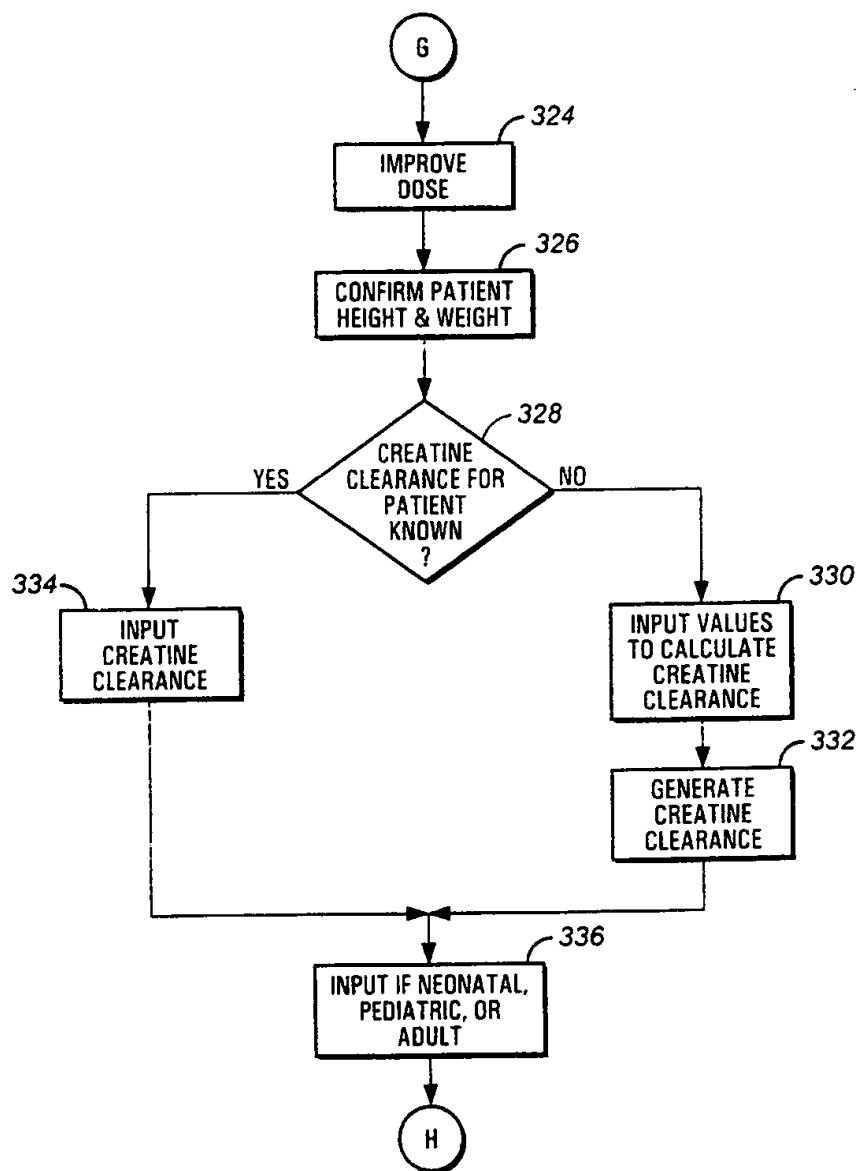 G
324
IMPROVE
DOSE
326
CONFIRM PATIENT
HEIGHT & WEIGHT
328
CREATINE
CLEARANCE FOR
PATIENT
KNOWN
?
YES
NO
334
INPUT
CREATINE
CLEARANCE
330
INPUT VALUES
TO CALCULATE
CREATINE
CLEARANCE
332
GENERATE
CREATINE
CLEARANCE
336
INPUT IF NEONATAL,
PEDIATRIC, OR
ADULT
H